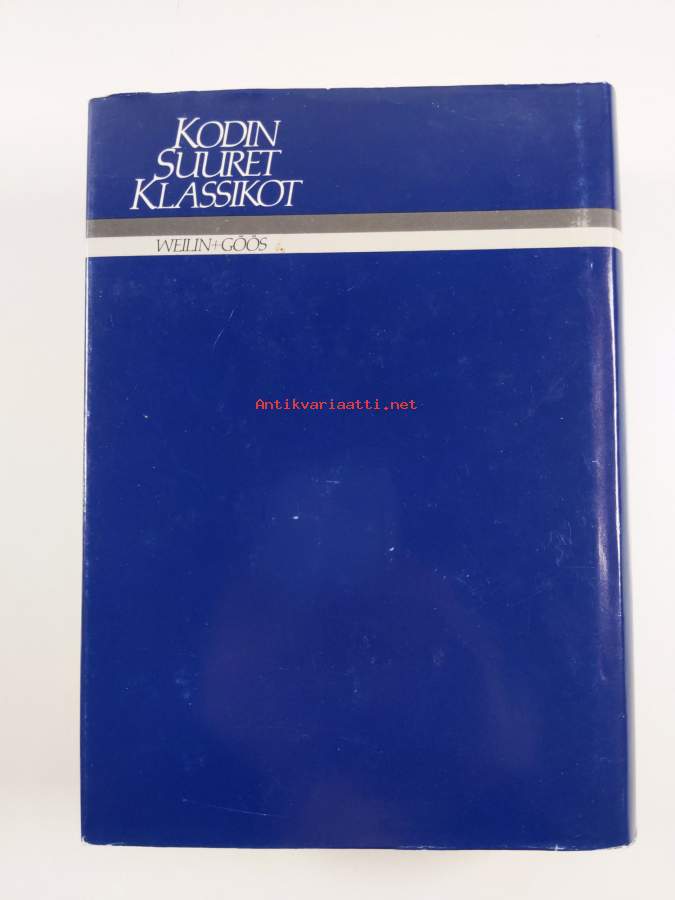 KODIN
SUURET
KLASSIKOT
WEILIN+GÖÖS
Antikvariaatti.net